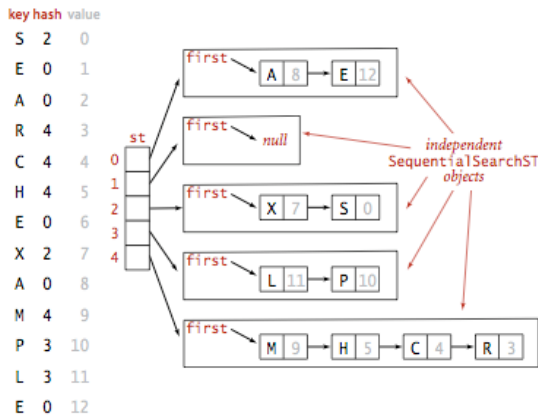 key hash value
S 2 0
E 0 1
A 0 2
R 4 3
C 4 4
H 4 5
E 0 6
X 2 7
A 0 8
M 4 9
P 3 10
L 3 11
E 0 12
st
0
1
2
3
4
first
A 8 E 12
first
null
first
X 7 S 0
first
L 11 P 10
first
M 9 H 5 C 4 R 3
independent
SequentialSearchST
objects